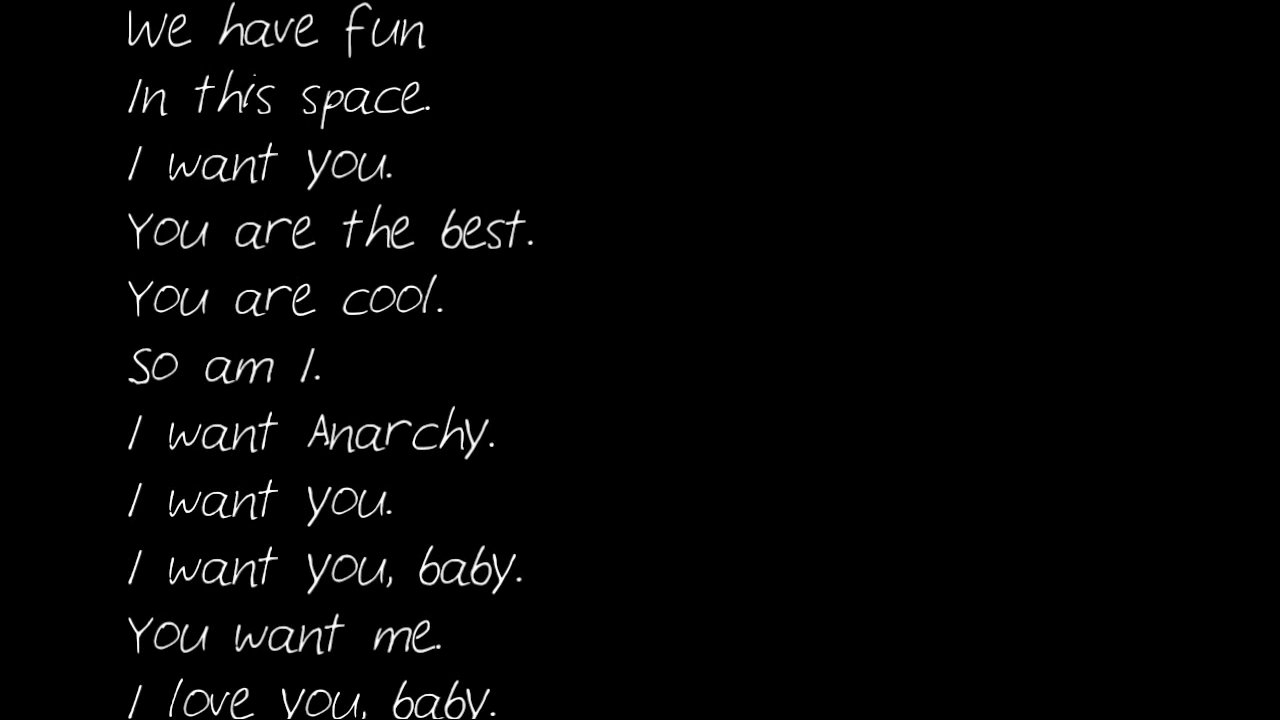 We have fun
In this space.
I want you.
You are the best.
You are cool.
So am I.
I want Anarchy.
I want you.
I want you, baby.
You want me.
I love you, baby.